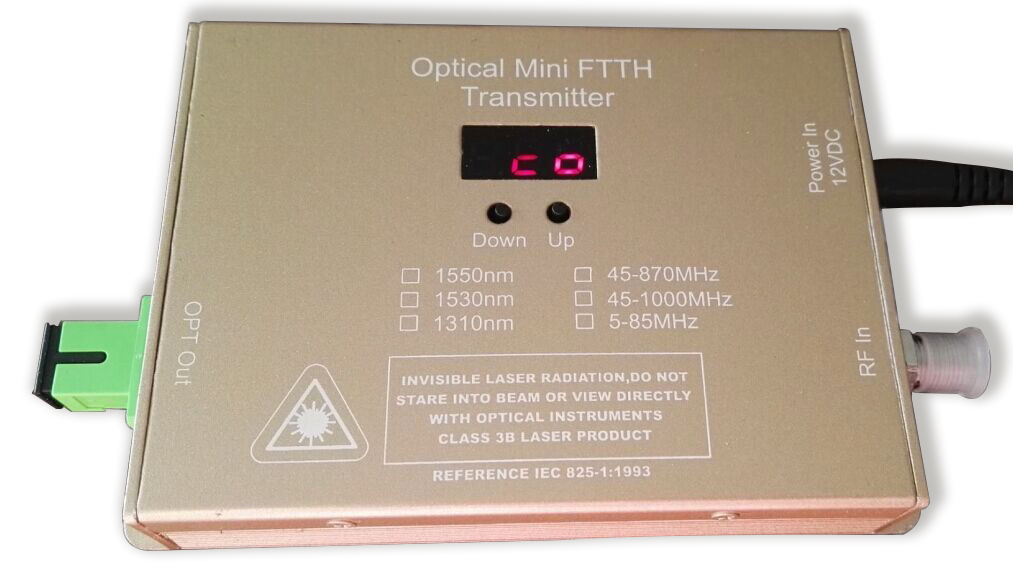 Optical Mini FTTH
Transmitter
co
Down Up
1550nm 45-870MHz
1530nm 45-1000MHz
1310nm 5-85MHz
Power In
12VDC
RF In
OPT Out
INVISIBLE LASER RADIATION,DO NOT
STARE INTO BEAM OR VIEW DIRECTLY
WITH OPTICAL INSTRUMENTS
CLASS 3B LASER PRODUCT
REFERENCE IEC 825-1:1993